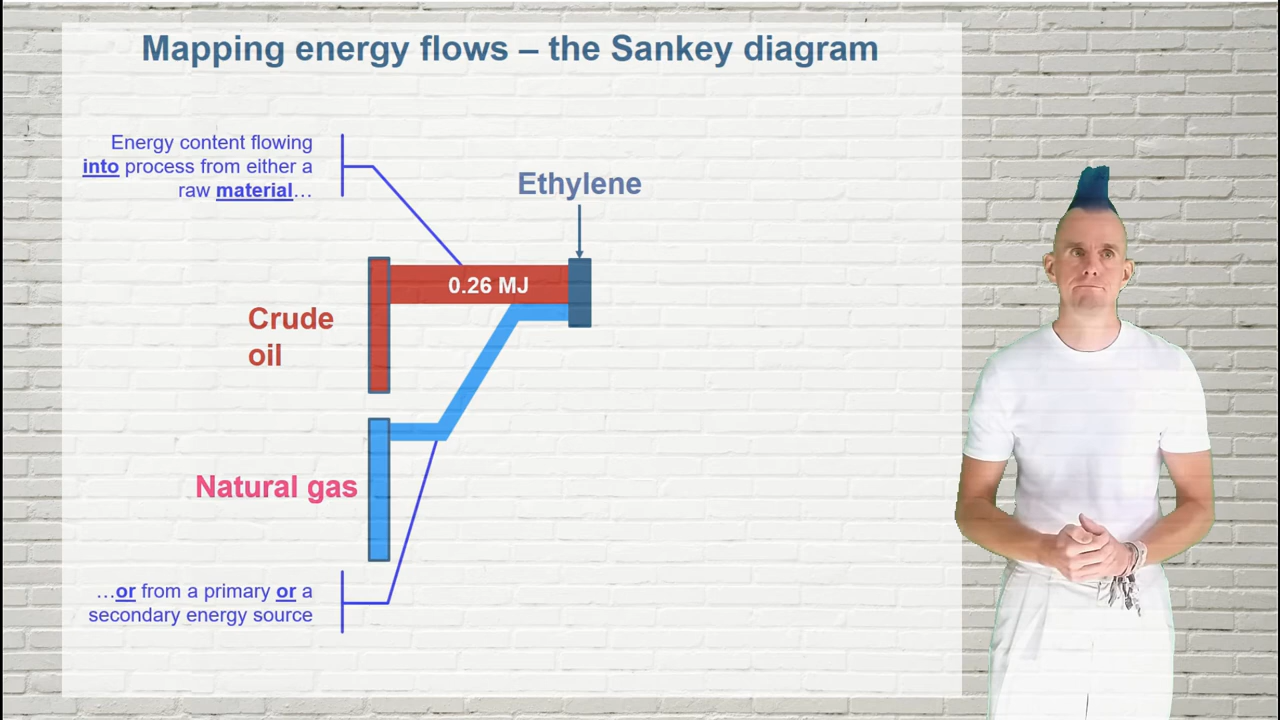 Mapping energy flows – the Sankey diagram
Energy content flowing
into process from either a
raw material…
Ethylene
0.26 MJ
Crude
oil
Natural gas
…or from a primary or a
secondary energy source